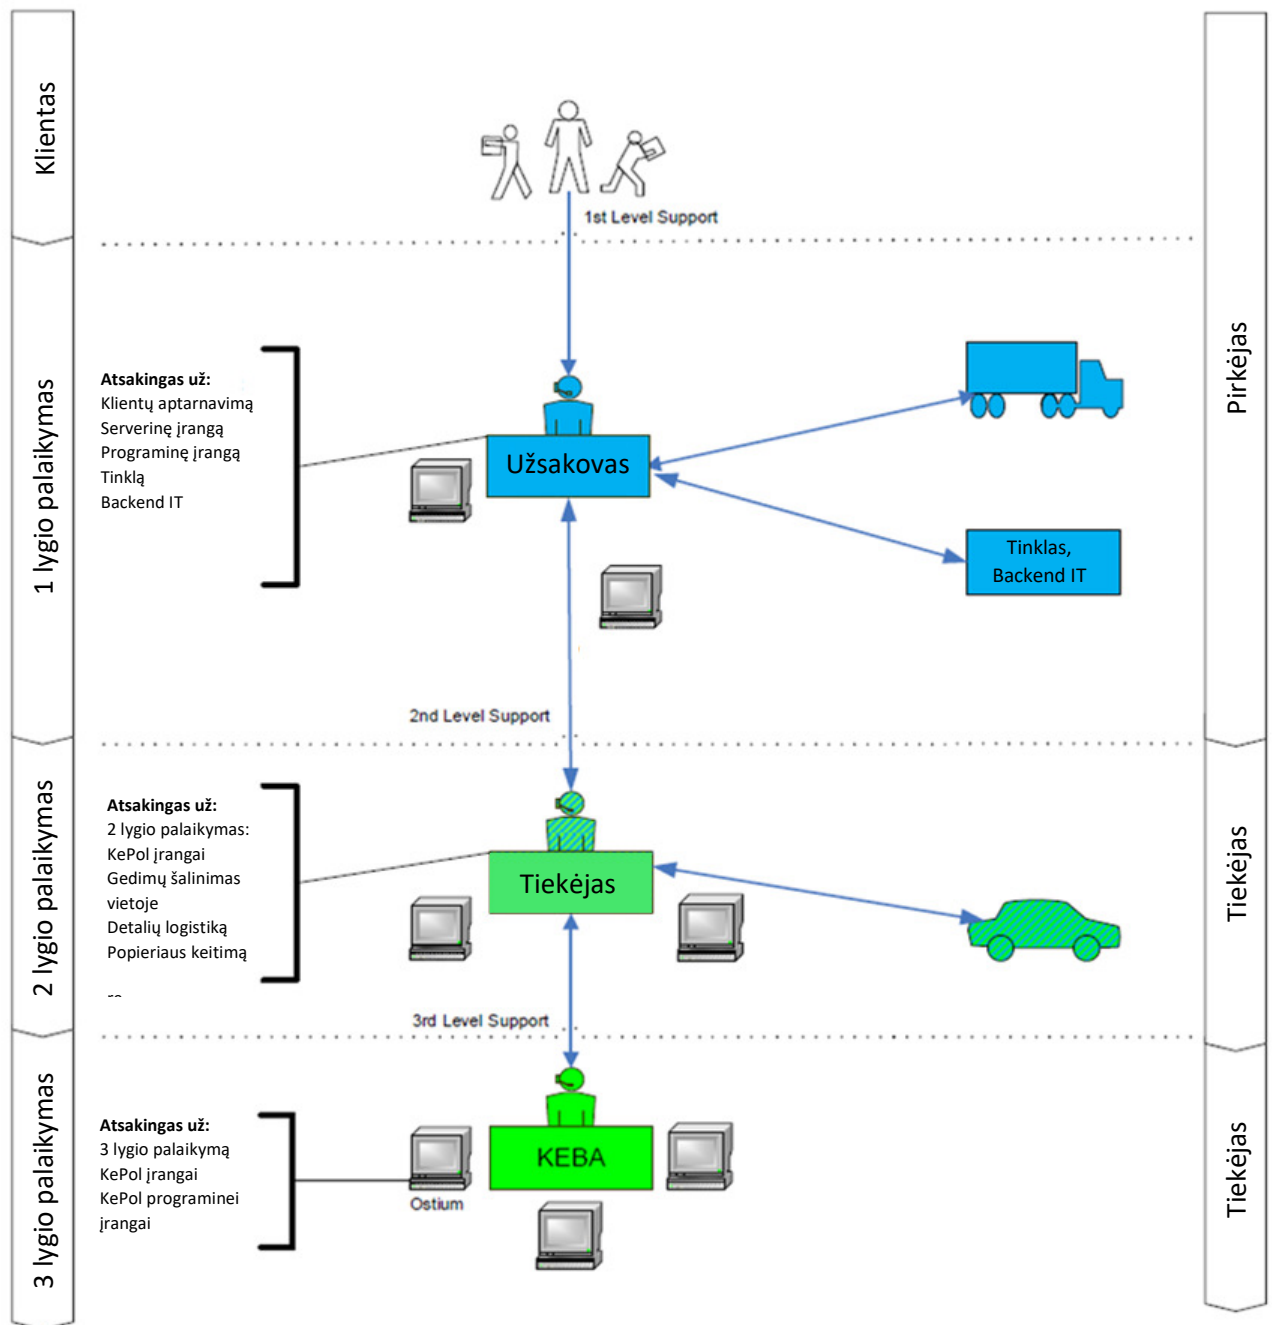 Klientas
1st Level Support
1 lygio palaikymas
Atsakingas už:
Klientų aptarnavimą
Serverinę įrangą
Programinę įrangą
Tinklą
Backend IT
Užsakovas
Tinklas,
Backend IT
Pirkėjas
2nd Level Support
2 lygio palaikymas
Atsakingas už:
2 lygio palaikymas:
KePol įrangai
Gedimų šalinimas
vietoje
Detalių logistiką
Popieriaus keitimą
Tiekėjas
Tiekėjas
3rd Level Support
3 lygio palaikymas
Atsakingas už:
3 lygio palaikymą
KePol įrangai
KePol programinei
įrangai
Ostium
KEBA
Tiekėjas